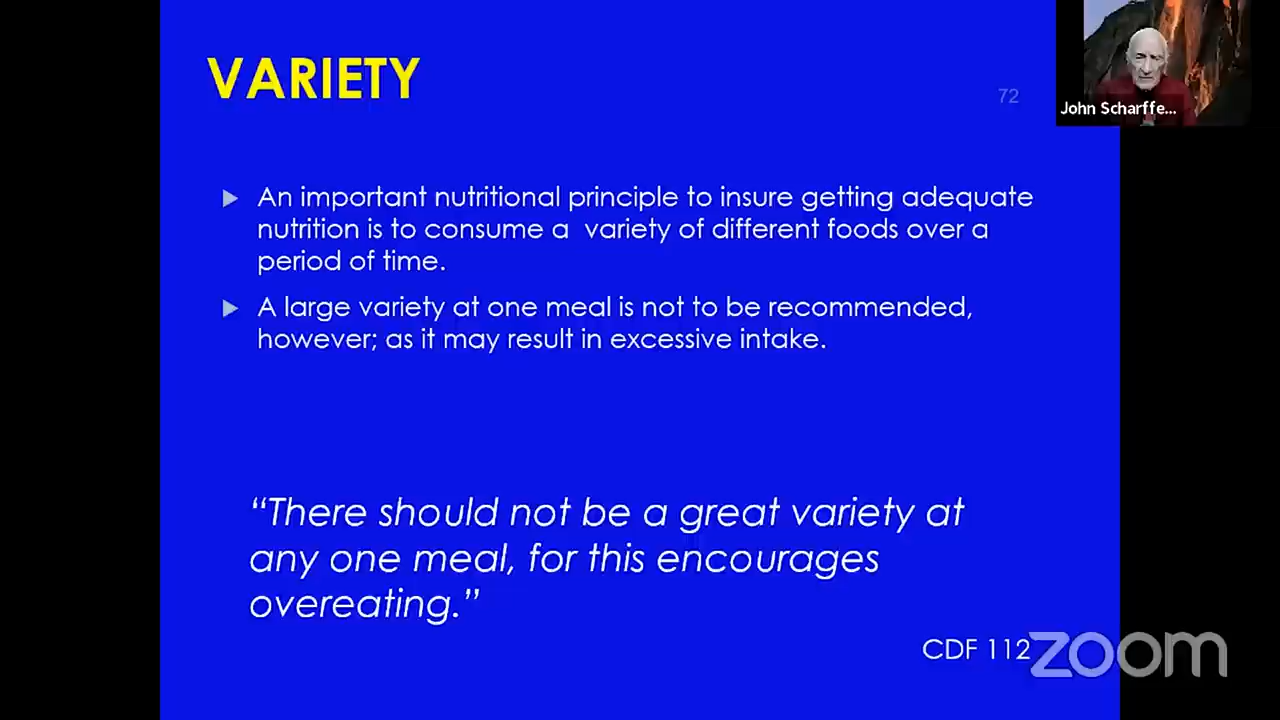 VARIETY
72
John Scharffe...
An important nutritional principle to insure getting adequate
nutrition is to consume a  variety of different foods over a
period of time.
A large variety at one meal is not to be recommended,
however; as it may result in excessive intake.
“There should not be a great variety at
any one meal, for this encourages
overeating.”
CDF 112
zoom